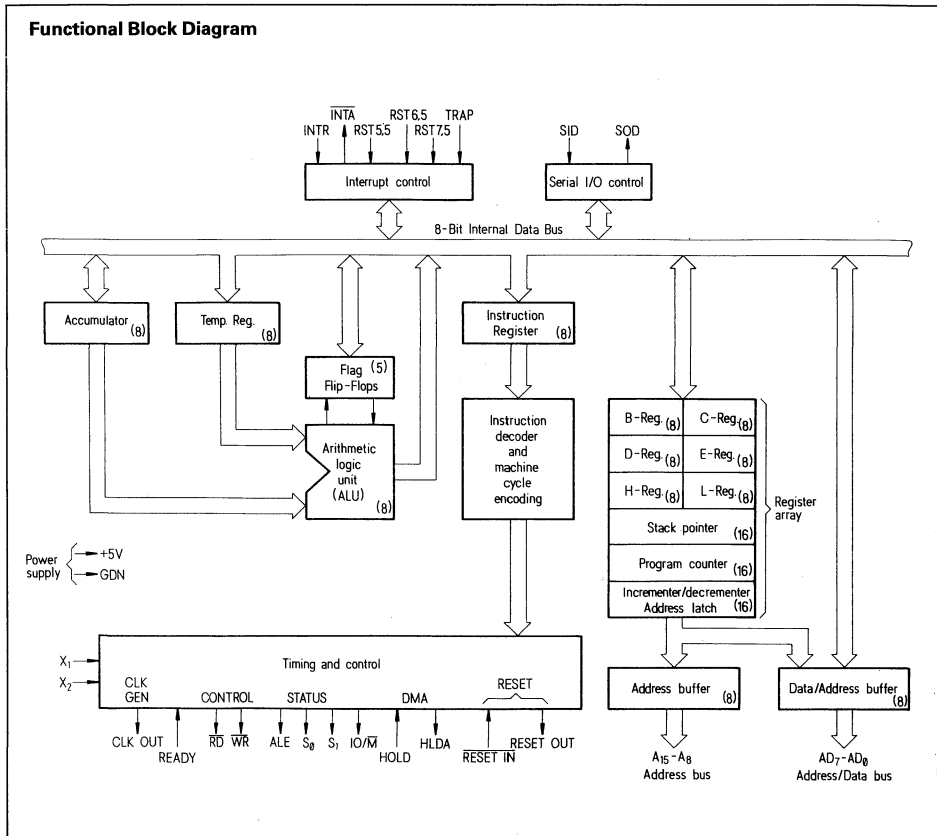 Functional Block Diagram
INTR
INTA
RST5,5
RST6,5
RST7,5
TRAP
SID
SOD
Interrupt control
Serial I/O control
8-Bit Internal Data Bus
Accumulator
(8)
Temp. Reg.
(8)
Instruction
Register
(8)
Flag (5)
Flip-Flops
Arithmetic
logic
unit
(ALU)
(8)
Instruction
decoder
and
machine
cycle
encoding
B-Reg.(8)
C-Reg.(8)
D-Reg.(8)
E-Reg.(8)
H-Reg.(8)
L-Reg.(8)
Stack pointer (16)
Program counter (16)
Incrementer/decrementer
Address latch (16)
Register
array
Power
supply
+5V
GDN
X1
X2
Timing and control
CLK
GEN
CONTROL
STATUS
DMA
RESET
CLK OUT
READY
RD
WR
ALE
S0
S1
IO/M
HOLD
HLDA
RESET IN
RESET OUT
Address buffer
(8)
Data/Address buffer
(8)
A15-A8
Address bus
AD7-AD0
Address/Data bus